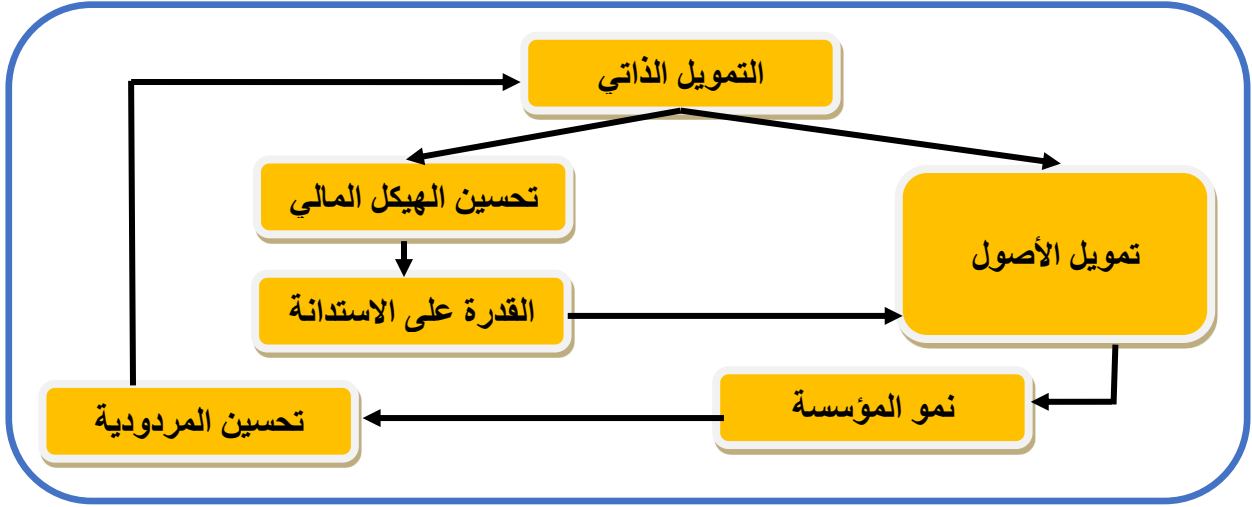 التمويل الذاتي
تحسين الهيكل المالي
تمويل الأصول
القدرة على الاستدانة
نمو المؤسسة
تحسين المردودية